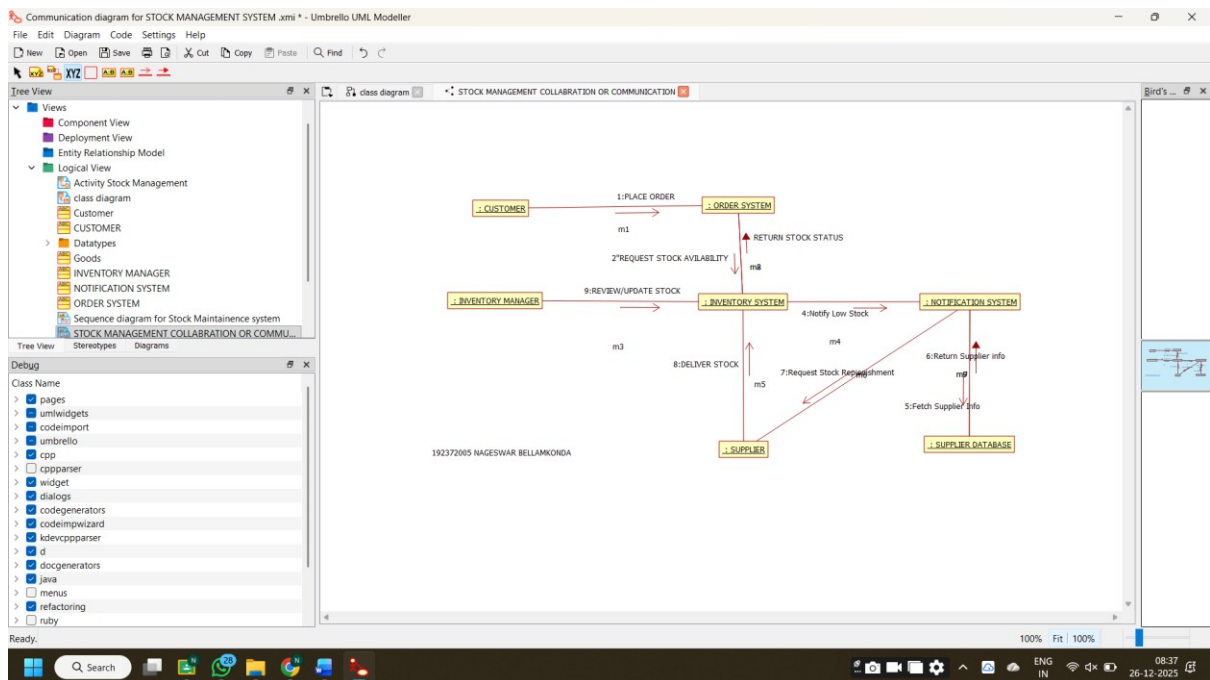 Communication diagram for STOCK MANAGEMENT SYSTEM .xmi * - Umbrello UML Modeller
File Edit Diagram Code Settings Help
New Open Save Cut Copy Paste Find
XYZ XYZ A:B A:B
Tree View
Views
Component View
Deployment View
Entity Relationship Model
Logical View
Activity Stock Management
class diagram
Customer
CUSTOMER
Datatypes
Goods
INVENTORY MANAGER
NOTIFICATION SYSTEM
ORDER SYSTEM
Sequence diagram for Stock Maintainence system
STOCK MANAGEMENT COLLABRATION OR COMMU...
Tree View Stereotypes Diagrams
Debug
Class Name
pages
umlwidgets
codeimport
umbrello
cpp
cppparser
widget
dialogs
codegenerators
codeimpwizard
kdevcppparser
d
docgenerators
java
menus
refactoring
ruby
class diagram STOCK MANAGEMENT COLLABRATION OR COMMUNICATION
1:PLACE ORDER
: CUSTOMER : ORDER SYSTEM
m1
RETURN STOCK STATUS
2"REQUEST STOCK AVILABILITY
9:REVIEW/UPDATE STOCK
: INVENTORY MANAGER : INVENTORY SYSTEM : NOTIFICATION SYSTEM
4:Notify Low Stock
m3 m4
6:Return Supplier info
8:DELIVER STOCK 7:Request Stock Replenishment
m5
5:Fetch Supplier Info
: SUPPLIER : SUPPLIER DATABASE
192372005 NAGESWAR BELLAMKONDA
Bird's ...
Ready. 100% Fit 100%
Search 28 ENG 08:37
IN 26-12-2025